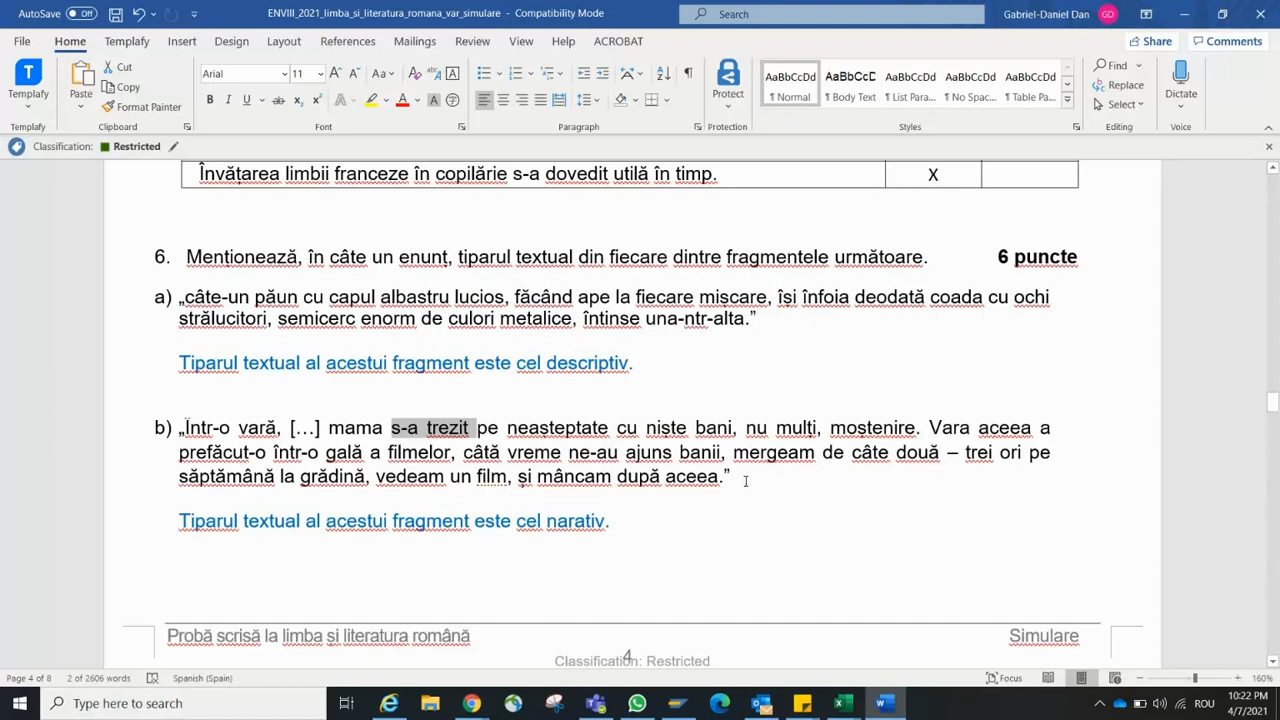 AutoSave Off ENVIII_2021_limba_si_literatura_romana_var_simulare - Compatibility Mode Search Gabriel-Daniel Dan GD
File Home Templafy Insert Design Layout References Mailings Review View Help ACROBAT Share Comments
Templafy Paste Cut Copy Format Painter Arial 11 Protect Find Replace Select Dictate
AaBbCcDd AaBbCcD AaBbCcDd AaBbCcDd AaBbCcDd
¶ Normal ¶ Body Text ¶ List Para... ¶ No Spac... ¶ Table Pa...
Templafy Clipboard Font Paragraph Protection Styles Editing Voice
Classification: Restricted
Învățarea limbii franceze în copilărie s-a dovedit utilă în timp. X
6. Menționează, în câte un enunț, tiparul textual din fiecare dintre fragmentele următoare. 6 puncte
a) „câte-un păun cu capul albastru lucios, făcând ape la fiecare mișcare, își înfoia deodată coada cu ochi
strălucitori, semicerc enorm de culori metalice, întinse una-ntr-alta.”
Tiparul textual al acestui fragment este cel descriptiv.
b) „Într-o vară, […] mama s-a trezit pe neașteptate cu niște bani, nu mulți, moștenire. Vara aceea a
prefăcut-o într-o gală a filmelor, câtă vreme ne-au ajuns banii, mergeam de câte două – trei ori pe
săptămână la grădină, vedeam un film, și mâncam după aceea.”
Tiparul textual al acestui fragment este cel narativ.
Probă scrisă la limba și literatura română Simulare
4
Classification: Restricted
Page 4 of 8 2 of 2606 words Spanish (Spain) Focus 160%
Type here to search ROU 10:22 PM
4/7/2021